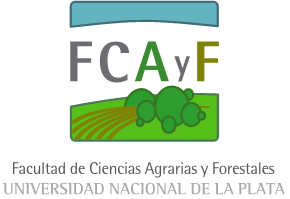 FCAyF
Facultad de Ciencias Agrarias y Forestales
UNIVERSIDAD NACIONAL DE LA PLATA